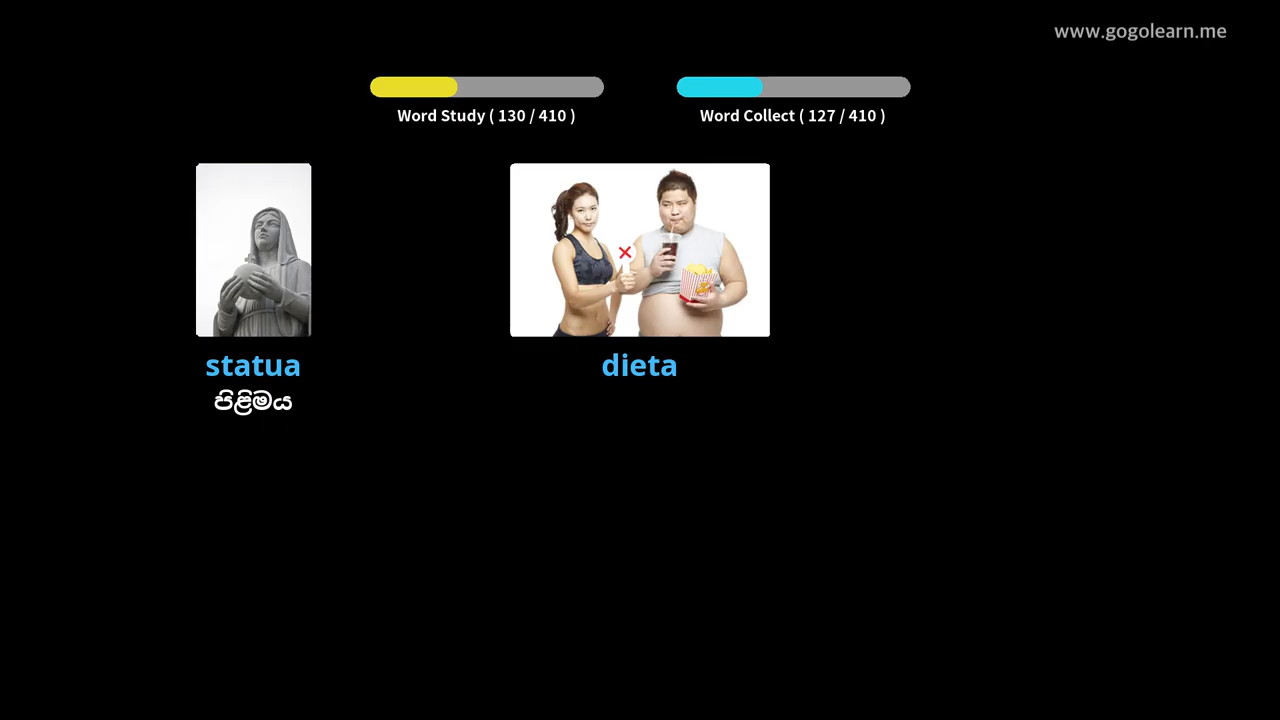 www.gogolearn.me
Word Study ( 130 / 410 )
Word Collect ( 127 / 410 )
statua
පිළිමය
dieta